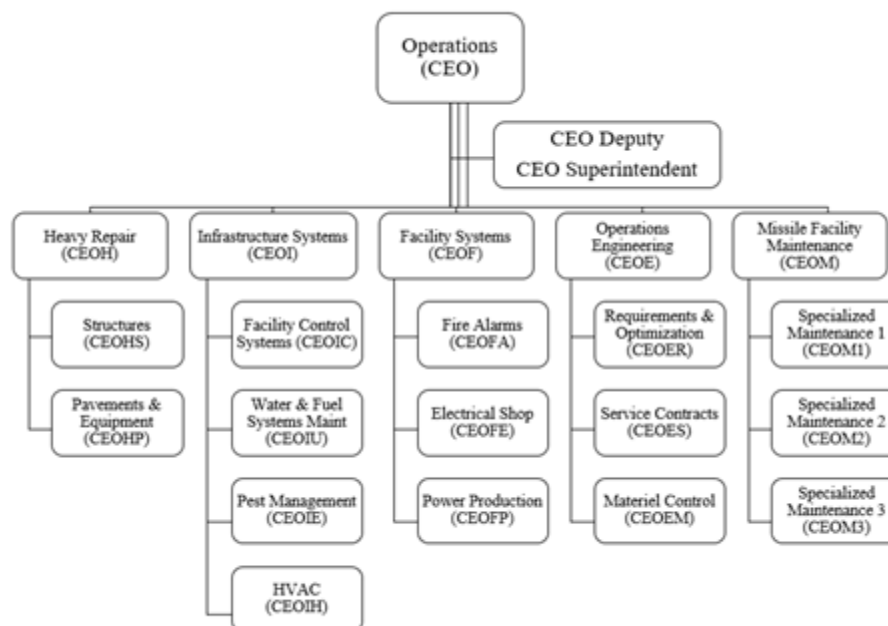 Operations
(CEO)
CEO Deputy
CEO Superintendent
Heavy Repair
(CEOH)
Infrastructure Systems
(CEOI)
Facility Systems
(CEOF)
Operations
Engineering
(CEOE)
Missile Facility
Maintenance
(CEOM)
Structures
(CEOHS)
Pavements &
Equipment
(CEOHP)
Facility Control
Systems (CEOIC)
Water & Fuel
Systems Maint
(CEOIU)
Pest Management
(CEOIE)
HVAC
(CEOIH)
Fire Alarms
(CEOFA)
Electrical Shop
(CEOFE)
Power Production
(CEOFP)
Requirements &
Optimization
(CEOER)
Service Contracts
(CEOES)
Materiel Control
(CEOEM)
Specialized
Maintenance 1
(CEOM1)
Specialized
Maintenance 2
(CEOM2)
Specialized
Maintenance 3
(CEOM3)